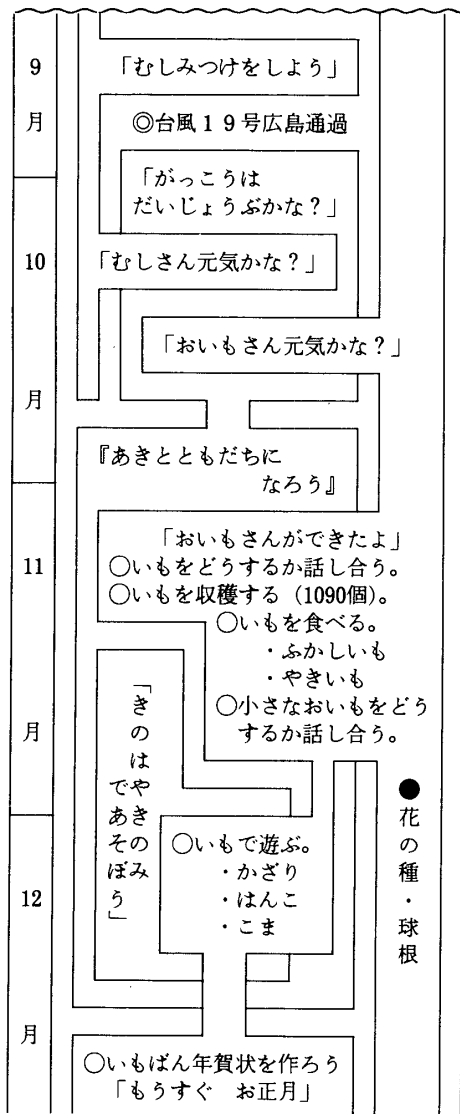 9
月
「むしみつけをしよう」
◎台風１９号広島通過
「がっこうは
だいじょうぶかな？」
10
月
「むしさん元気かな？」
「おいもさん元気かな？」
『あきとともだちに
なろう』
11
月
「おいもさんができたよ」
○いもをどうするか話し合う。
○いもを収穫する（1090個）。
○いもを食べる。
・ふかしいも
・やきいも
○小さなおいもをどう
するか話し合う。
「きのはやきのみ
であそぼう」
●花の種・球根
12
月
○いもで遊ぶ。
・かざり
・はんこ
・こま
○いもばん年賀状を作ろう
「もうすぐ　お正月」